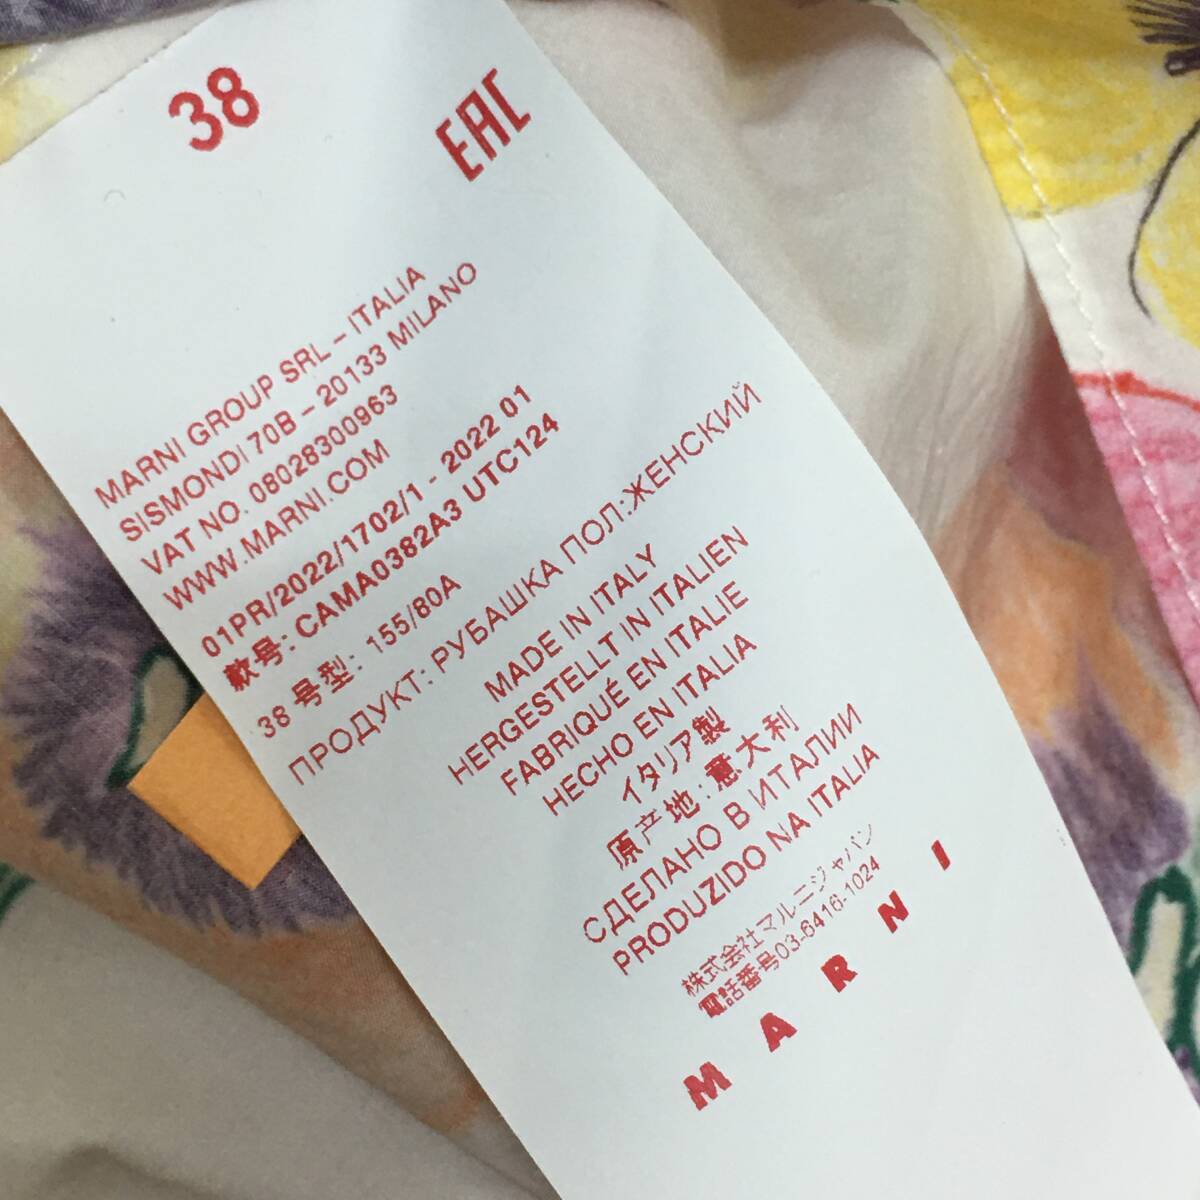 38
EAC
MARNI GROUP SRL – ITALIA
SISMONDI 70B – 20133 MILANO
VAT NO. 08028300963
WWW.MARNI.COM
01PR/2022/1702/1 - 2022 01
款号: CAMA0382A3 UTC124
38 号型: 155/80A
ПРОДУКТ: РУБАШКА ПОЛ:ЖЕНСКИЙ
MADE IN ITALY
HERGESTELLT IN ITALIEN
FABRIQUÉ EN ITALIE
HECHO EN ITALIA
イタリア製
原产地: 意大利
СДЕЛАНО В ИТАЛИИ
PRODUZIDO NA ITALIA
株式会社マルニジャパン
電話番号03-6416-1024
MARNI